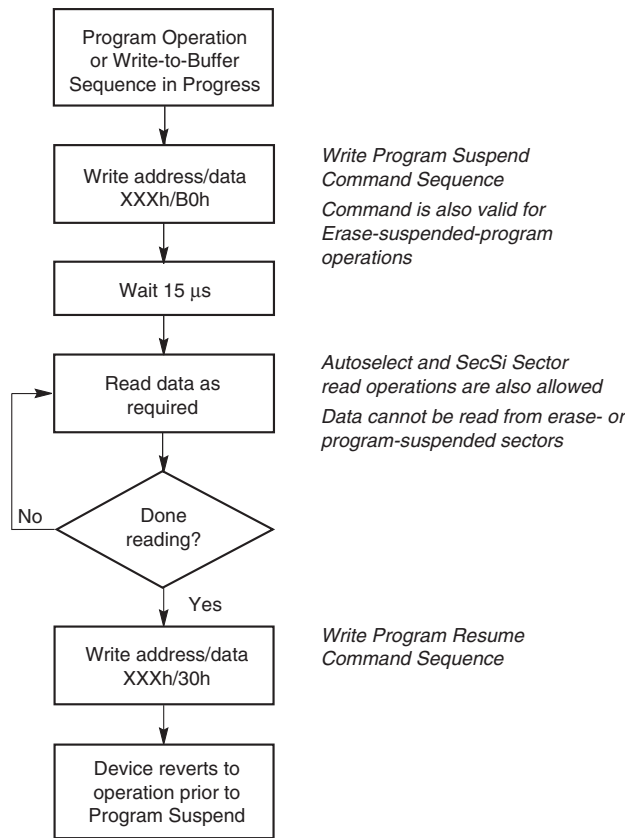 Program Operation
or Write-to-Buffer
Sequence in Progress
Write address/data
XXXh/B0h
Write Program Suspend
Command Sequence
Command is also valid for
Erase-suspended-program
operations
Wait 15 μs
Read data as
required
Autoselect and SecSi Sector
read operations are also allowed
Data cannot be read from erase- or
program-suspended sectors
No
Done
reading?
Yes
Write address/data
XXXh/30h
Write Program Resume
Command Sequence
Device reverts to
operation prior to
Program Suspend